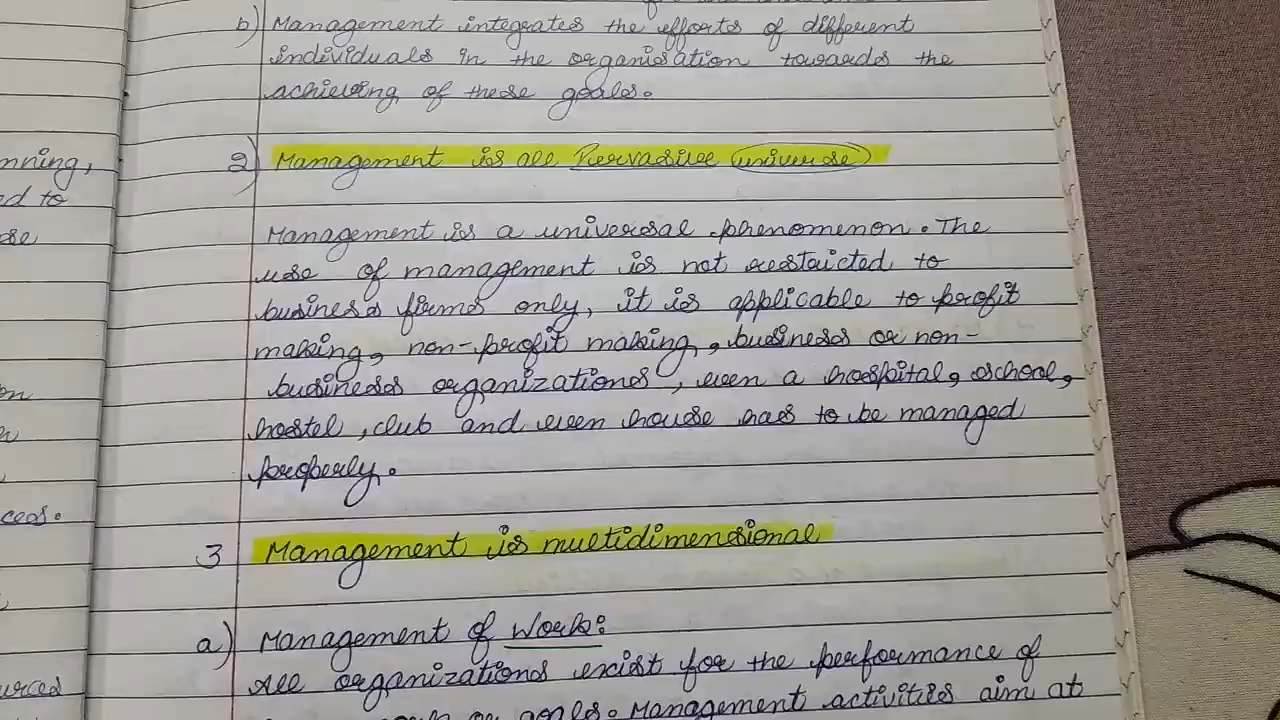 b) Management integrates the efforts of different
individuals in the organisation towards the
achieving of these goals.
2) Management is all Pervasive (universe)
Management is a universal phenomenon. The
use of management is not restricted to
business firms only, it is applicable to profit
making, non-profit making, business or non-
business organizations, even a hospital, school,
hostel, club and even house has to be managed
properly.
3 Management is multidimensional
a) Management of Work:
All organizations exist for the performance of
goals. Management activities aim at
nning,
ed to